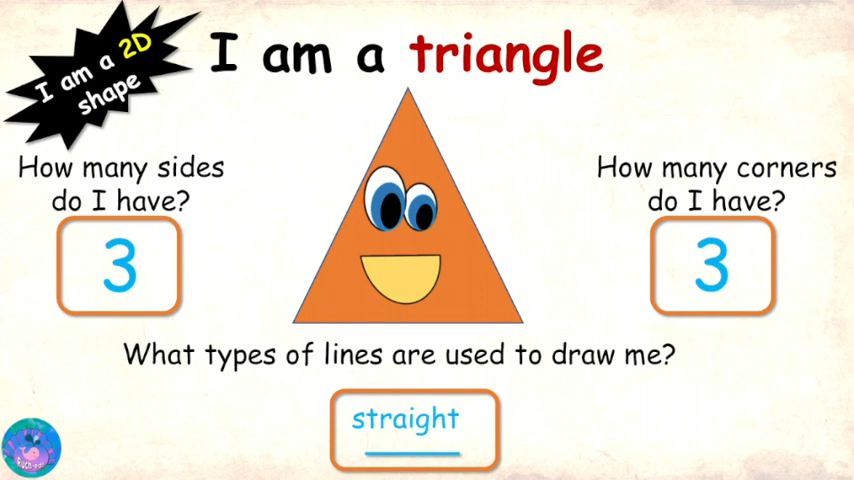 I am a 2D
shape
I am a triangle
How many sides
do I have?
3
How many corners
do I have?
3
What types of lines are used to draw me?
straight